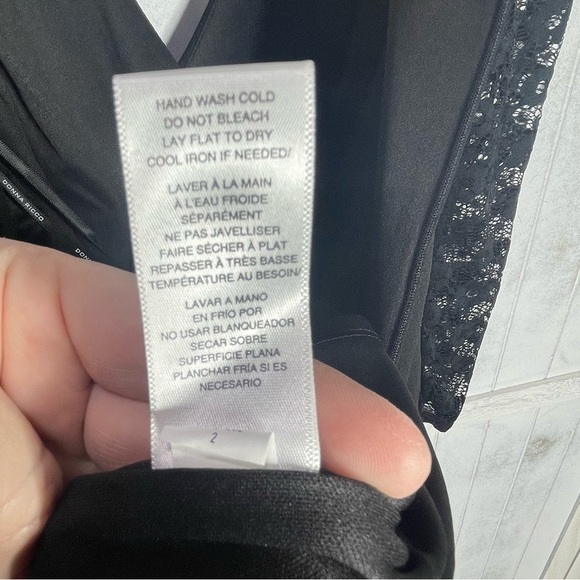 HAND WASH COLD
DO NOT BLEACH
LAY FLAT TO DRY
COOL IRON IF NEEDED/
LAVER À LA MAIN
À L'EAU FROIDE
SÉPARÉMENT
NE PAS JAVELLISER
FAIRE SÉCHER À PLAT
REPASSER À TRÈS BASSE
TEMPÉRATURE AU BESOIN/
LAVAR A MANO
EN FRÍO POR
NO USAR BLANQUEADOR
SECAR SOBRE
SUPERFICIE PLANA
PLANCHAR FRÍA SI ES
NECESARIO
2
DONNA RICCO